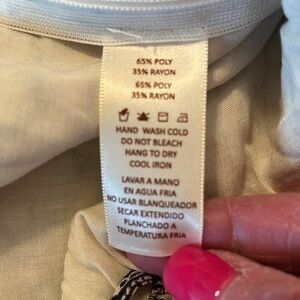 65% POLY
35% RAYON
65% POLY
35% RAYON
HAND WASH COLD
DO NOT BLEACH
HANG TO DRY
COOL IRON
LAVAR A MANO
EN AGUA FRIA
NO USAR BLANQUEADOR
SECAR EXTENDIDO
PLANCHADO A
TEMPERATURA FRIA